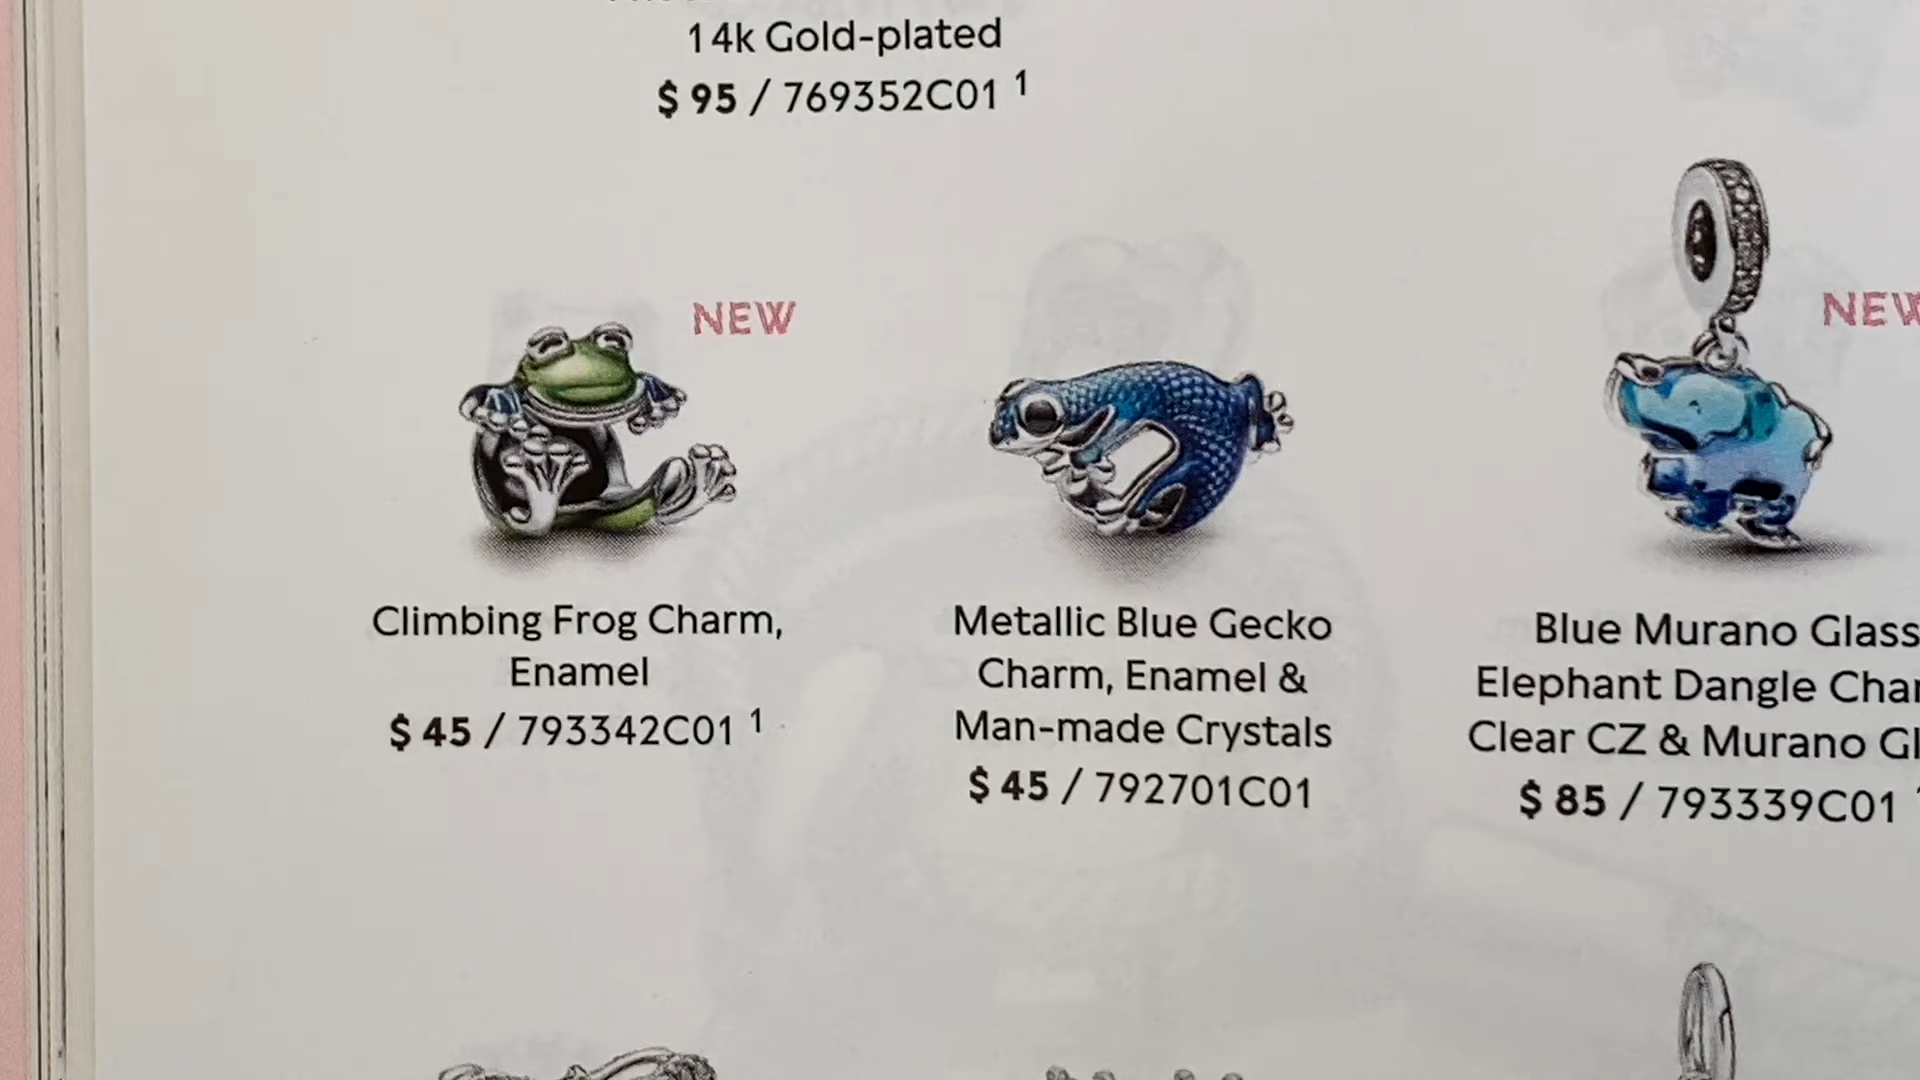 14k Gold-plated
$ 95 / 769352C01 1
NEW
Climbing Frog Charm,
Enamel
$ 45 / 793342C01 1
Metallic Blue Gecko
Charm, Enamel &
Man-made Crystals
$ 45 / 792701C01
NEW
Blue Murano Glass
Elephant Dangle
Clear CZ & Murano
$ 85 / 793339C01